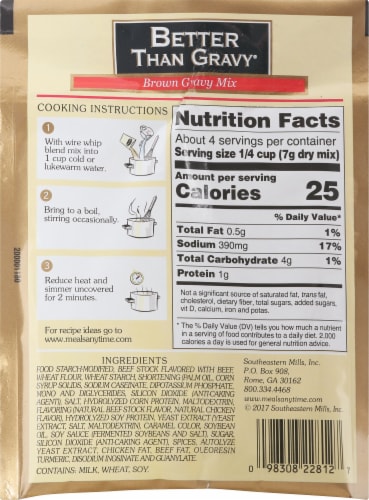 BETTER
THAN GRAVY®
Brown Gravy Mix
COOKING INSTRUCTIONS
1
With wire whip
blend mix into
1 cup cold or
lukewarm water.
2
Bring to a boil,
stirring occasionally.
3
Reduce heat and
simmer uncovered
for 2 minutes.
For recipe ideas go to
www.mealsanytime.com
Nutrition Facts
About 4 servings per container
Serving size 1/4 cup (7g dry mix)
Amount per serving
Calories 25
% Daily Value*
Total Fat 0.5g 1%
Sodium 390mg 17%
Total Carbohydrate 4g 1%
Protein 1g
Not a significant source of saturated fat, trans fat,
cholesterol, dietary fiber, total sugars, added sugars,
vit D, calcium, iron and potas.
* The % Daily Value (DV) tells you how much a nutrient
in a serving of food contributes to a daily diet. 2,000
calories a day is used for general nutrition advice.
INGREDIENTS
FOOD STARCH-MODIFIED, BEEF STOCK FLAVORED WITH BEEF,
WHEAT FLOUR, WHEAT STARCH, SHORTENING (PALM OIL, CORN
SYRUP SOLIDS, SODIUM CASEINATE, DIPOTASSIUM PHOSPHATE,
MONO AND DIGLYCERIDES, SILICON DIOXIDE (ANTI-CAKING
AGENT), SALT, HYDROLYZED CORN PROTEIN, MALTODEXTRIN,
FLAVORING (NATURAL BEEF STOCK FLAVOR, NATURAL CHICKEN
FLAVOR), HYDROLYZED SOY PROTEIN, YEAST EXTRACT (YEAST
EXTRACT, SALT, MALTODEXTRIN), CARAMEL COLOR, SOYBEAN
OIL, SOY SAUCE (FERMENTED SOYBEANS AND SALT), SUGAR,
SILICON DIOXIDE (ANTICAKING AGENT), SPICES, AUTOLYZE
YEAST EXTRACT, CHICKEN FAT, BEEF FAT, OLEORESIN
TURMERIC, DISODIUM INOSINATE AND GUANYLATE.
CONTAINS: MILK, WHEAT, SOY.
Southeastern Mills, Inc.
P.O. Box 908,
Rome, GA 30162
800.334.4468
www.mealsanytime.com
© 2017 Southeastern Mills, Inc.
0 98308 22812 7